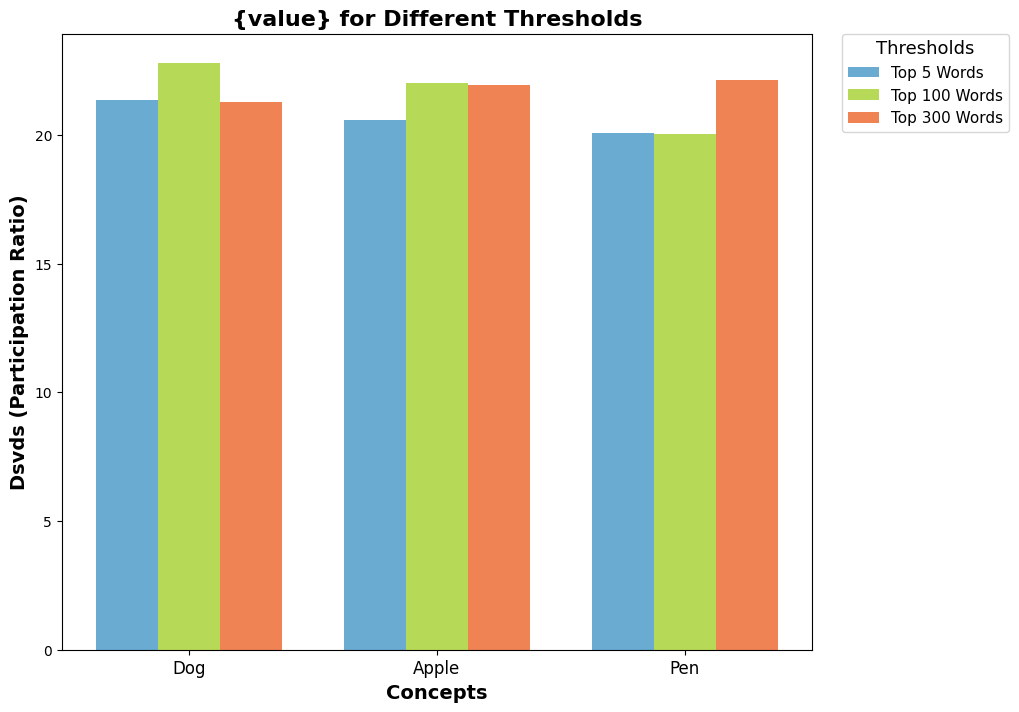 {value} for Different Thresholds
Thresholds
Top 5 Words
Top 100 Words
Top 300 Words
Dsvds (Participation Ratio)
20
15
10
5
0
Dog Apple Pen
Concepts